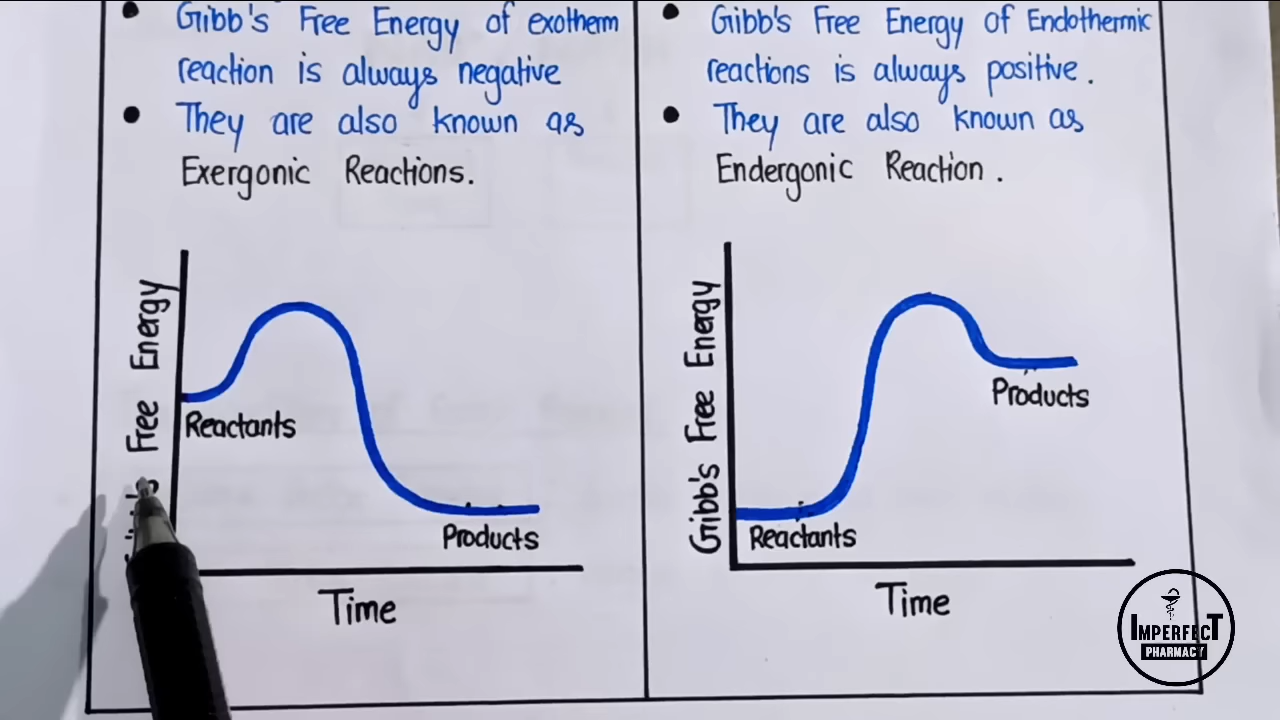 Gibb's Free Energy of exotherm
reaction is always negative
They are also known as
Exergonic Reactions.
Free Energy
Reactants
Products
Time
Gibb's Free Energy of Endothermic
reactions is always positive.
They are also known as
Endergonic Reaction.
Gibb's Free Energy
Reactants
Products
Time
IMPERFECT
PHARMACY